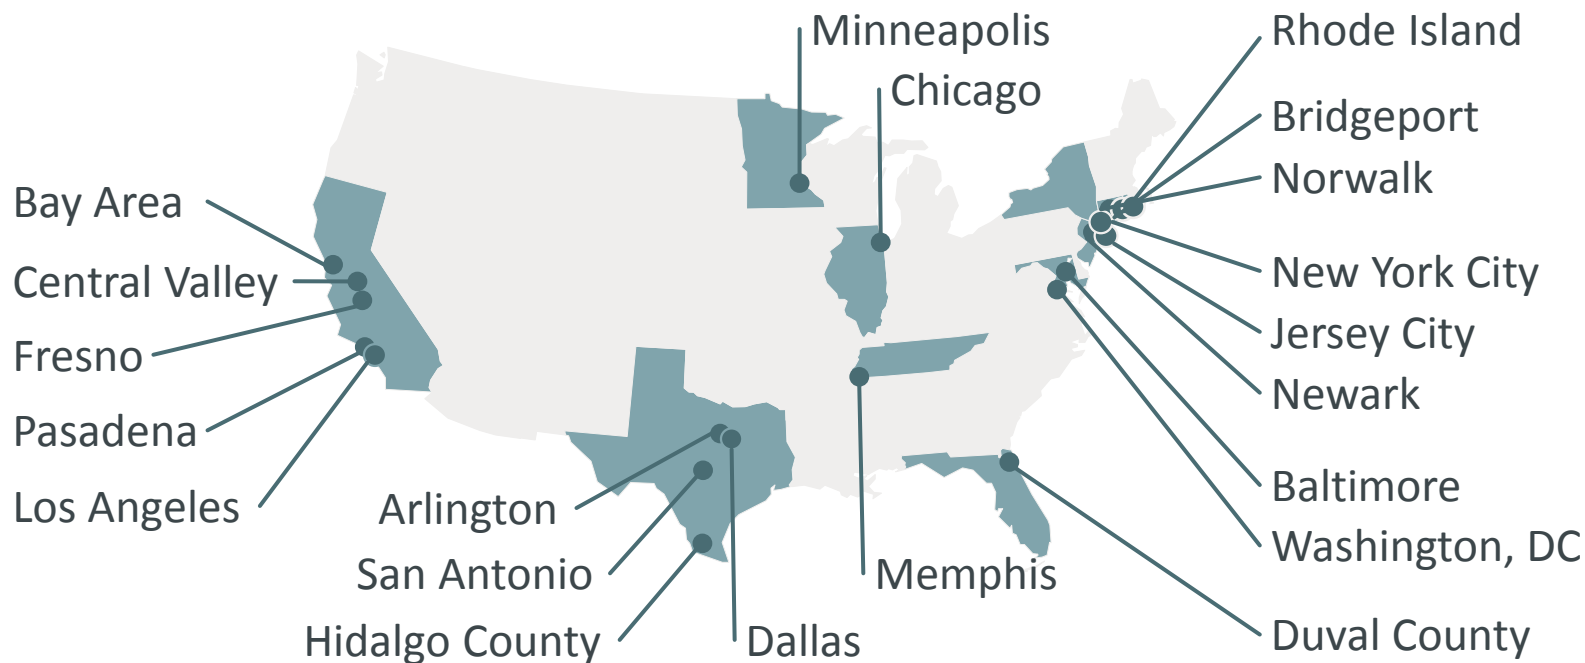 Minneapolis
Chicago
Rhode Island
Bridgeport
Norwalk
New York City
Jersey City
Newark
Baltimore
Washington, DC
Duval County
Bay Area
Central Valley
Fresno
Pasadena
Los Angeles
Arlington
San Antonio
Hidalgo County
Dallas
Memphis